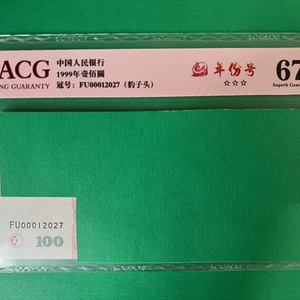 ACG
NG GUARANTY
中国人民银行
1999年壹佰圆
冠号：FU00012027（豹子头）
年份号
☆☆☆
67
Superb Gem
FU00012027
100